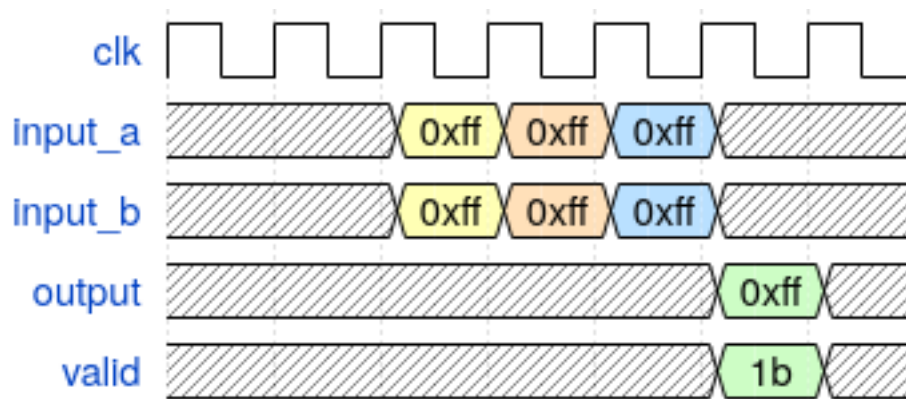 clk
input_a 0xff 0xff 0xff
input_b 0xff 0xff 0xff
output 0xff
valid 1b